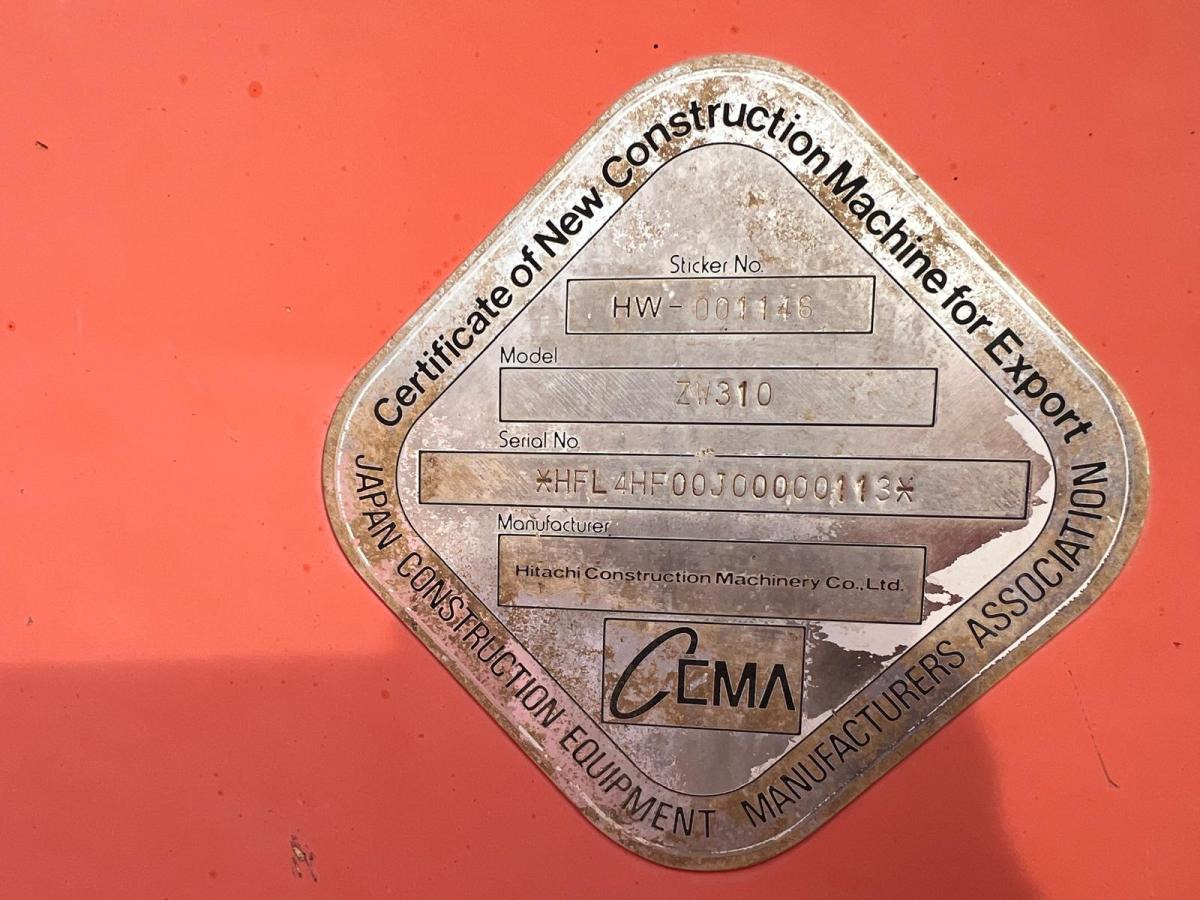 Certificate of New Construction Machine for Export
Sticker No.
HW-001146
Model
ZW310
Serial No.
*HFL4HF00J00000113*
Manufacturer
Hitachi Construction Machinery Co.,Ltd.
CEMA
JAPAN CONSTRUCTION EQUIPMENT MANUFACTURERS ASSOCIATION